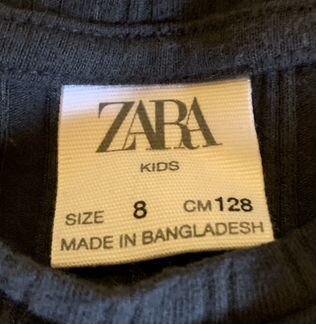 ZARA
KIDS
SIZE 8 CM 128
MADE IN BANGLADESH